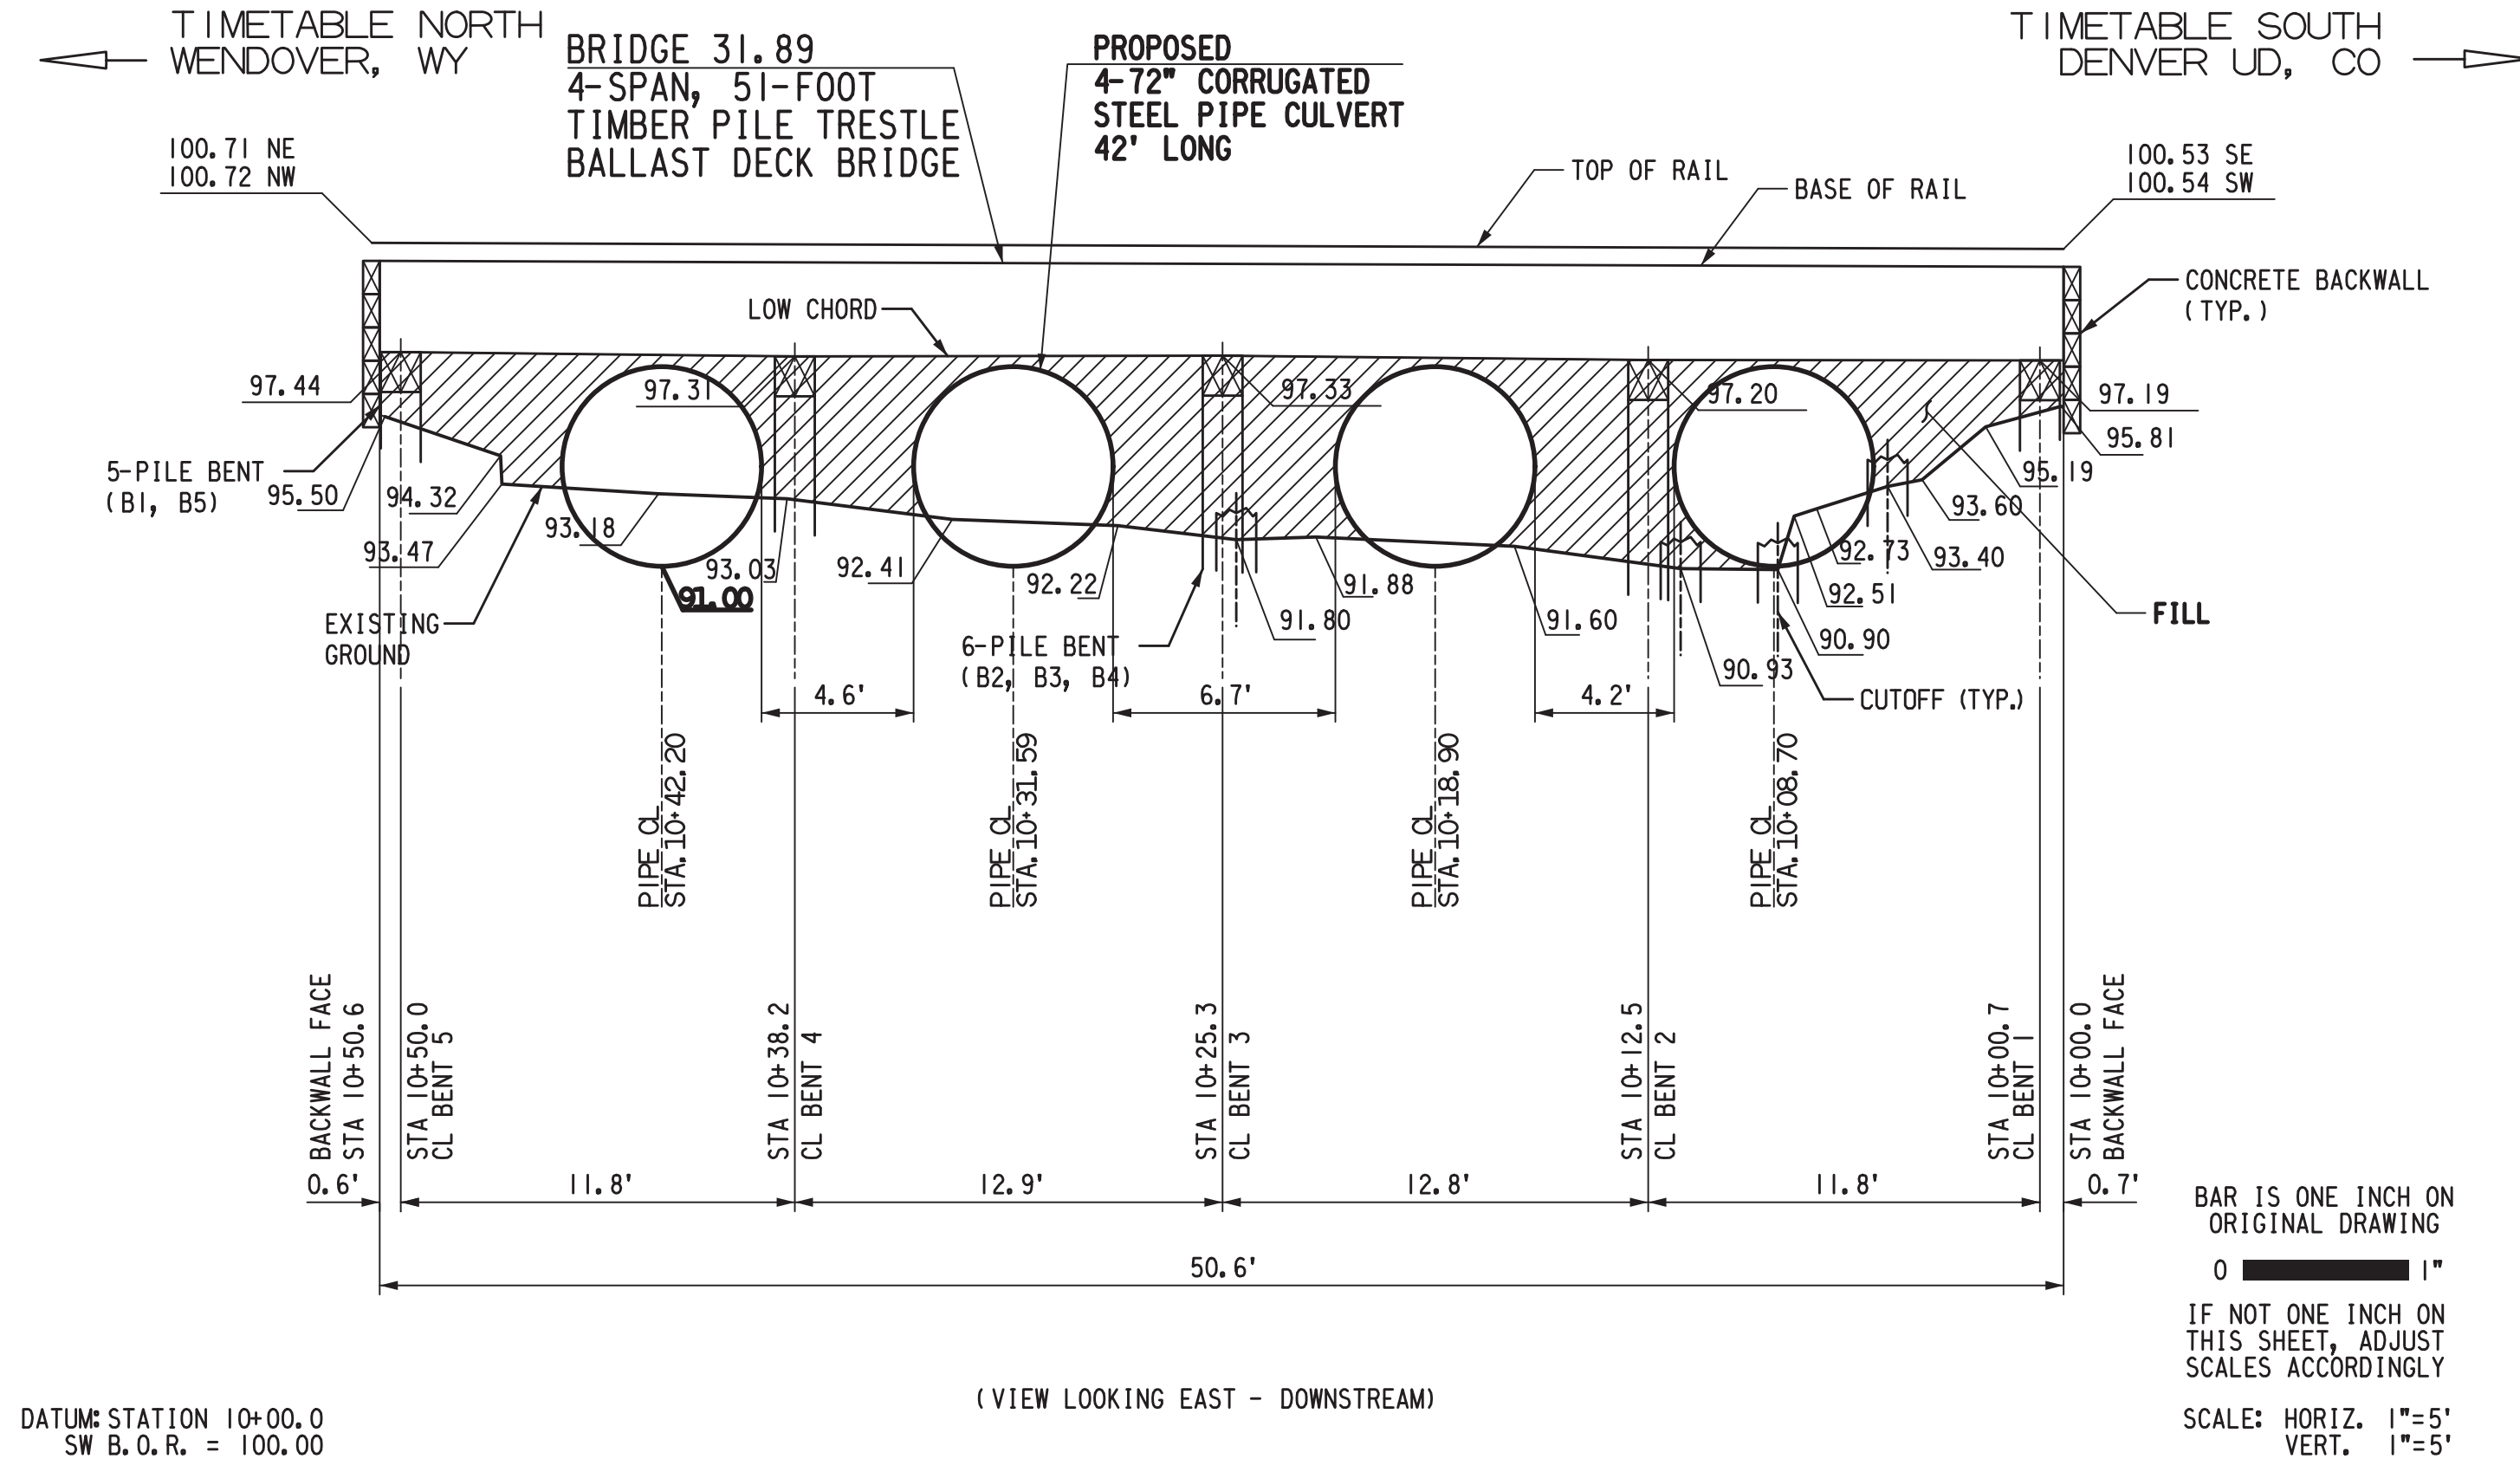 TIMETABLE NORTH
WENDOVER, WY
BRIDGE 31.89
4-SPAN, 51-FOOT
TIMBER PILE TRESTLE
BALLAST DECK BRIDGE
PROPOSED
4-72" CORRUGATED
STEEL PIPE CULVERT
42' LONG
TIMETABLE SOUTH
DENVER UD, CO
100.71 NE
100.72 NW
TOP OF RAIL
BASE OF RAIL
100.53 SE
100.54 SW
LOW CHORD
CONCRETE BACKWALL
(TYP.)
97.44
97.31
97.33
97.20
97.19
95.81
5-PILE BENT
(B1, B5)
95.50
94.32
93.47
93.18
93.03
91.00
92.41
92.22
91.80
91.88
91.60
90.93
90.90
92.51
92.73
93.40
93.60
95.19
EXISTING
GROUND
6-PILE BENT
(B2, B3, B4)
FILL
CUTOFF (TYP.)
4.6'
6.7'
4.2'
PIPE CL
STA.10+42.20
PIPE CL
STA.10+31.59
PIPE CL
STA.10+18.90
PIPE CL
STA.10+08.70
BACKWALL FACE
STA 10+50.6
STA 10+50.0
CL BENT 5
STA 10+38.2
CL BENT 4
STA 10+25.3
CL BENT 3
STA 10+12.5
CL BENT 2
STA 10+00.7
CL BENT 1
STA 10+00.0
BACKWALL FACE
0.6'
11.8'
12.9'
12.8'
11.8'
0.7'
50.6'
BAR IS ONE INCH ON
ORIGINAL DRAWING
0 1"
IF NOT ONE INCH ON
THIS SHEET, ADJUST
SCALES ACCORDINGLY
(VIEW LOOKING EAST - DOWNSTREAM)
DATUM: STATION 10+00.0
SW B.O.R. = 100.00
SCALE: HORIZ. 1"=5'
VERT. 1"=5'